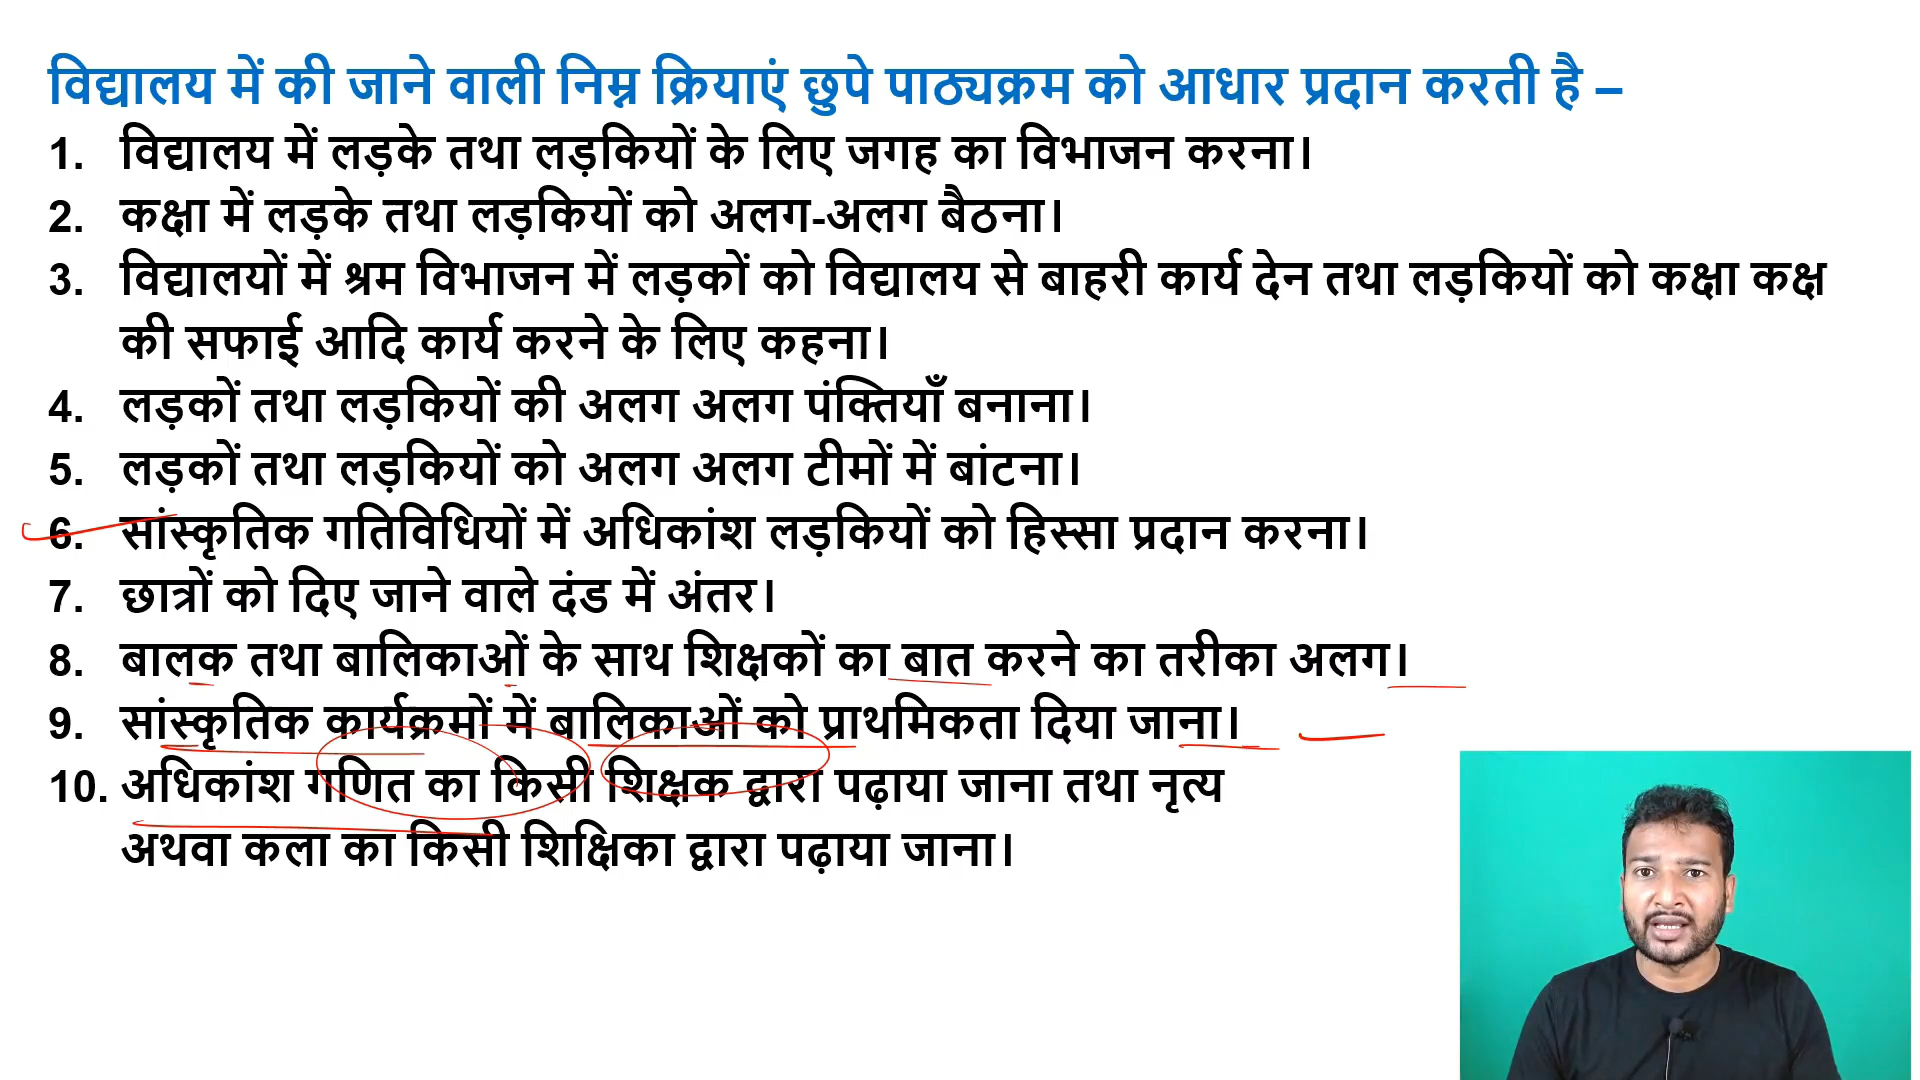 विद्यालय में की जाने वाली निम्न क्रियाएं छुपे पाठ्यक्रम को आधार प्रदान करती है –
1. विद्यालय में लड़के तथा लड़कियों के लिए जगह का विभाजन करना।
2. कक्षा में लड़के तथा लड़कियों को अलग-अलग बैठना।
3. विद्यालयों में श्रम विभाजन में लड़कों को विद्यालय से बाहरी कार्य देन तथा लड़कियों को कक्षा कक्ष
की सफाई आदि कार्य करने के लिए कहना।
4. लड़कों तथा लड़कियों की अलग अलग पंक्तियाँ बनाना।
5. लड़कों तथा लड़कियों को अलग अलग टीमों में बांटना।
6. सांस्कृतिक गतिविधियों में अधिकांश लड़कियों को हिस्सा प्रदान करना।
7. छात्रों को दिए जाने वाले दंड में अंतर।
8. बालक तथा बालिकाओं के साथ शिक्षकों का बात करने का तरीका अलग।
9. सांस्कृतिक कार्यक्रमों में बालिकाओं को प्राथमिकता दिया जाना।
10. अधिकांश गणित का किसी शिक्षक द्वारा पढ़ाया जाना तथा नृत्य
अथवा कला का किसी शिक्षिका द्वारा पढ़ाया जाना।